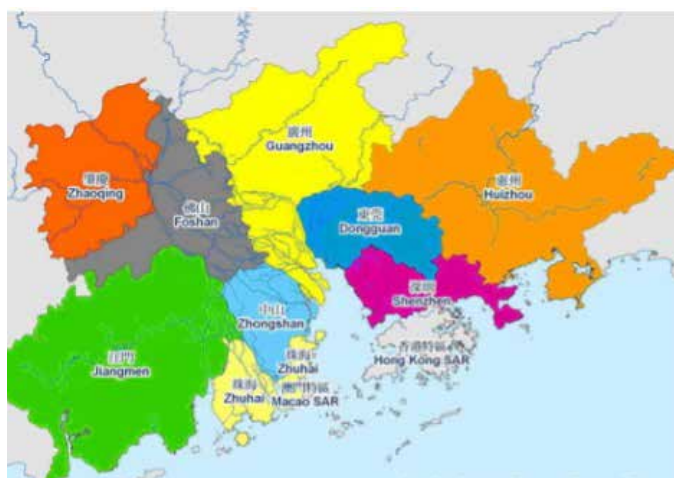 廣州
Guangzhou
肇慶
Zhaoqing
惠州
Huizhou
佛山
Foshan
東莞
Dongguan
深圳
Shenzhen
中山
Zhongshan
江門
Jiangmen
珠海
Zhuhai
香港特區
Hong Kong SAR
珠海
Zhuhai
澳門特區
Macao SAR